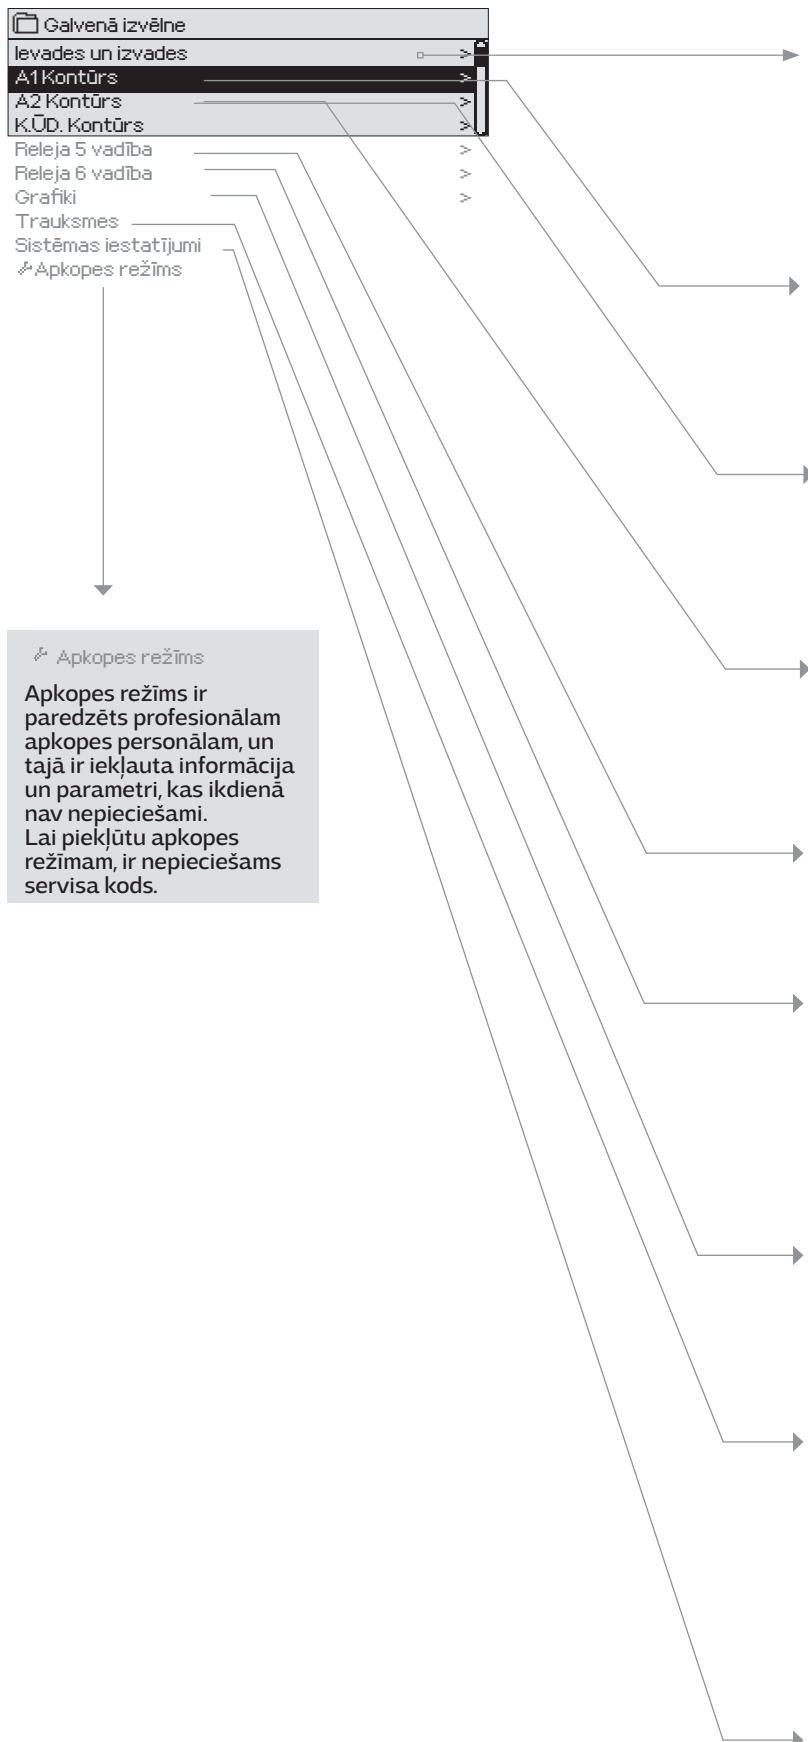 Galvenā izvēlne
Ievades un izvades >
A1 Kontūrs >
A2 Kontūrs >
K.ŪD. Kontūrs >
Releja 5 vadība >
Releja 6 vadība >
Grafiki >
Trauksmes
Sistēmas iestatījumi
Apkopes režīms
Apkopes režīms
Apkopes režīms ir
paredzēts profesionālam
apkopes personālam, un
tajā ir iekļauta informācija
un parametri, kas ikdienā
nav nepieciešami.
Lai piekļūtu apkopes
režīmam, ir nepieciešams
servisa kods.